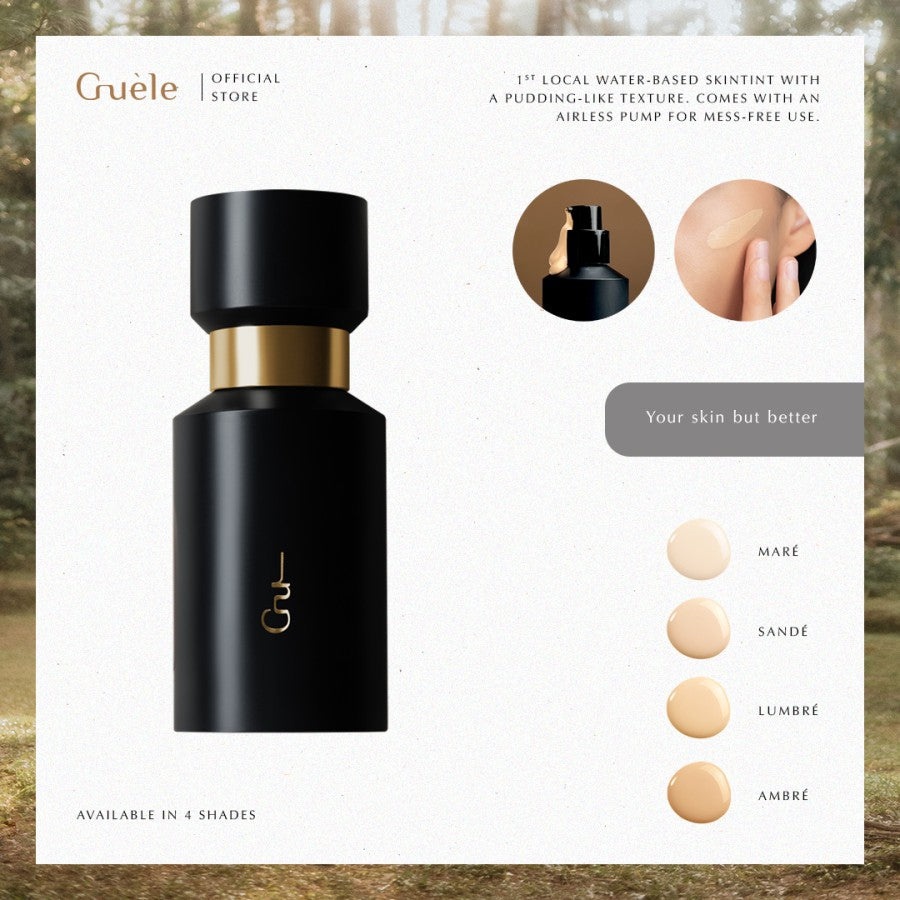 Guèle
OFFICIAL
STORE
1ST LOCAL WATER-BASED SKINTINT WITH
A PUDDING-LIKE TEXTURE. COMES WITH AN
AIRLESS PUMP FOR MESS-FREE USE.
Your skin but better
MARÉ
SANDÉ
LUMBRÉ
AMBRÉ
AVAILABLE IN 4 SHADES